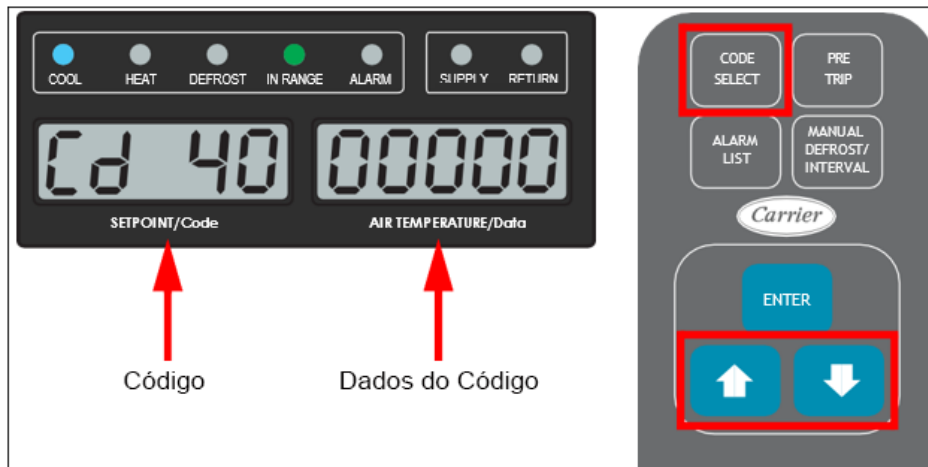 COOL HEAT DEFROST IN RANGE ALARM SUPPLY RETURN
Cd 40 00000
SETPOINT/Code AIR TEMPERATURE/Data
Código Dados do Código
CODE SELECT
PRE TRIP
ALARM LIST
MANUAL DEFROST/ INTERVAL
Carrier
ENTER